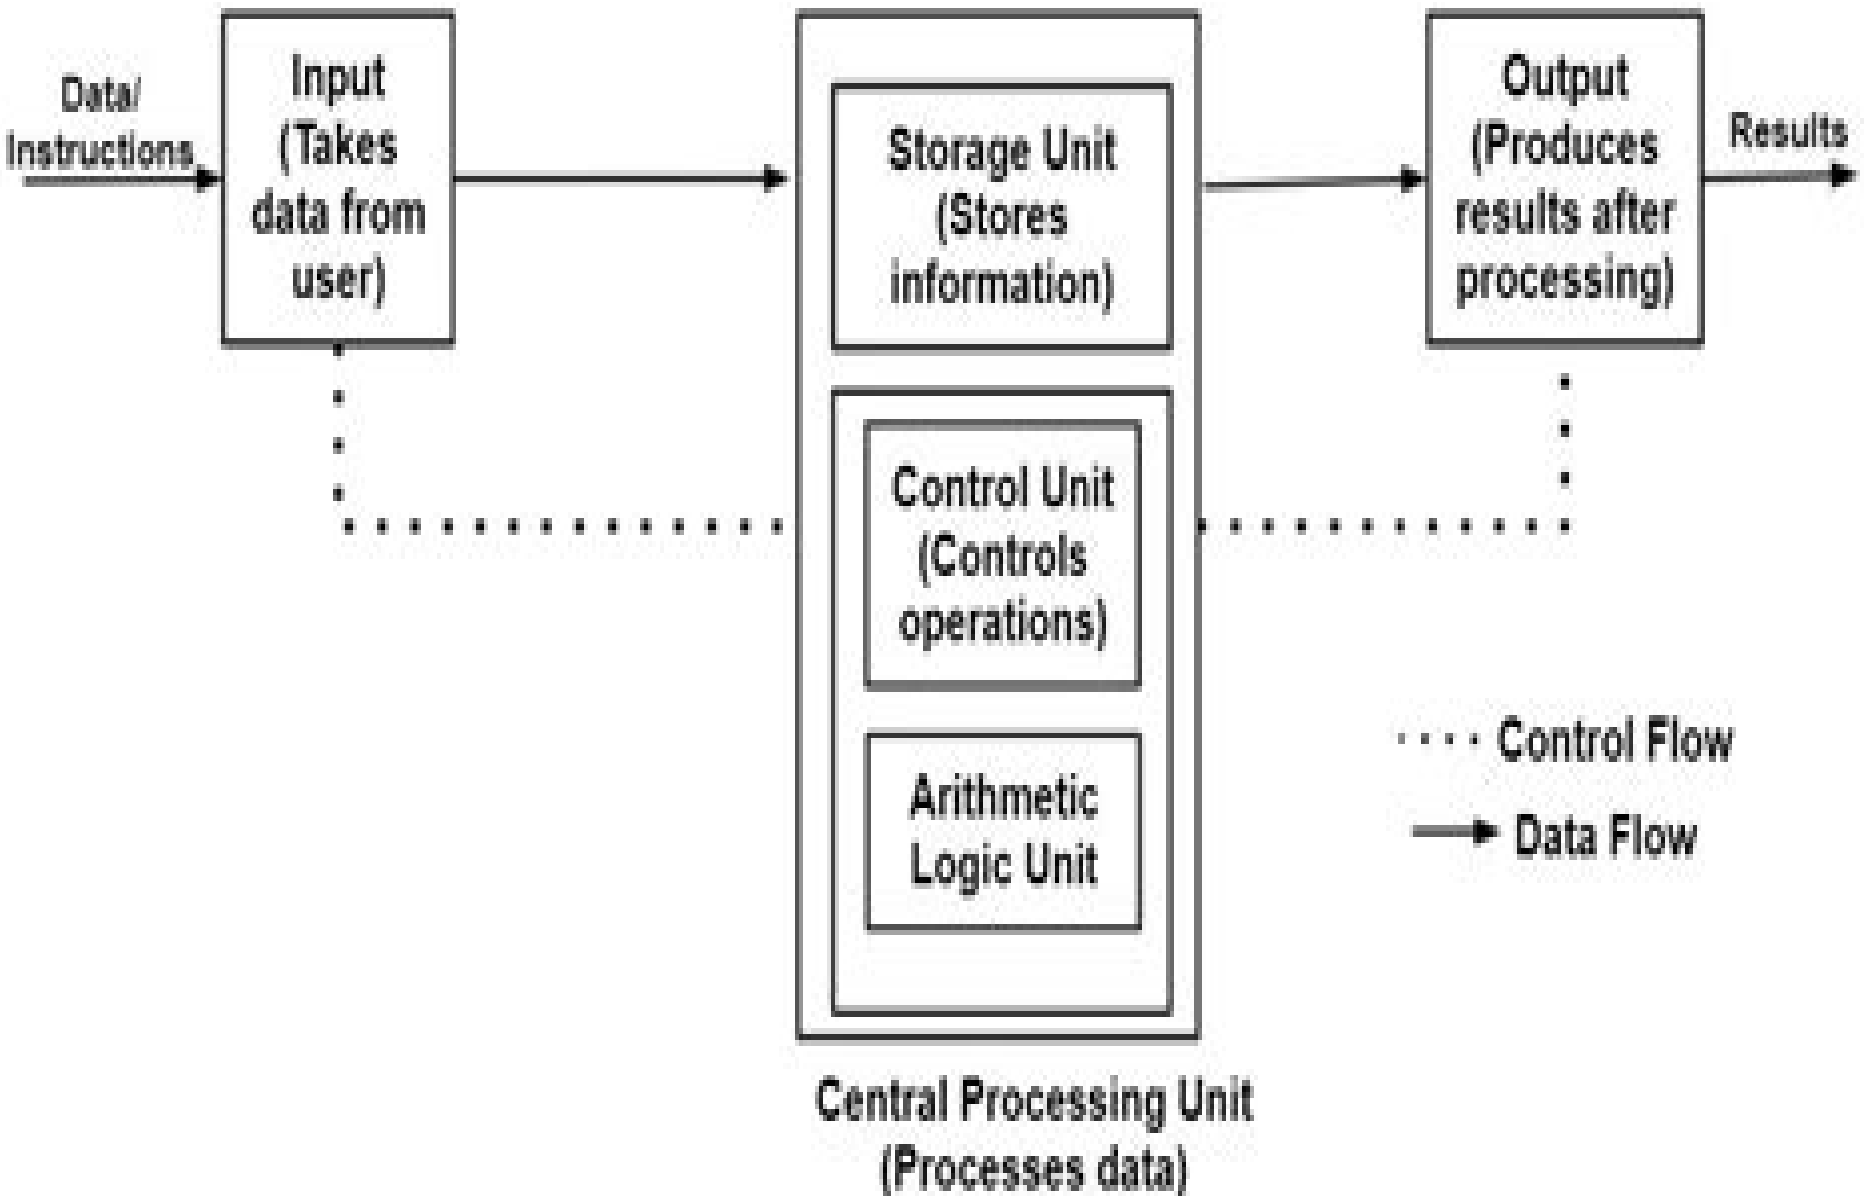 Data/
Instructions
Input
(Takes
data from
user)
Storage Unit
(Stores
information)
Control Unit
(Controls
operations)
Arithmetic
Logic Unit
Central Processing Unit
(Processes data)
Output
(Produces
results after
processing)
Results
Control Flow
Data Flow